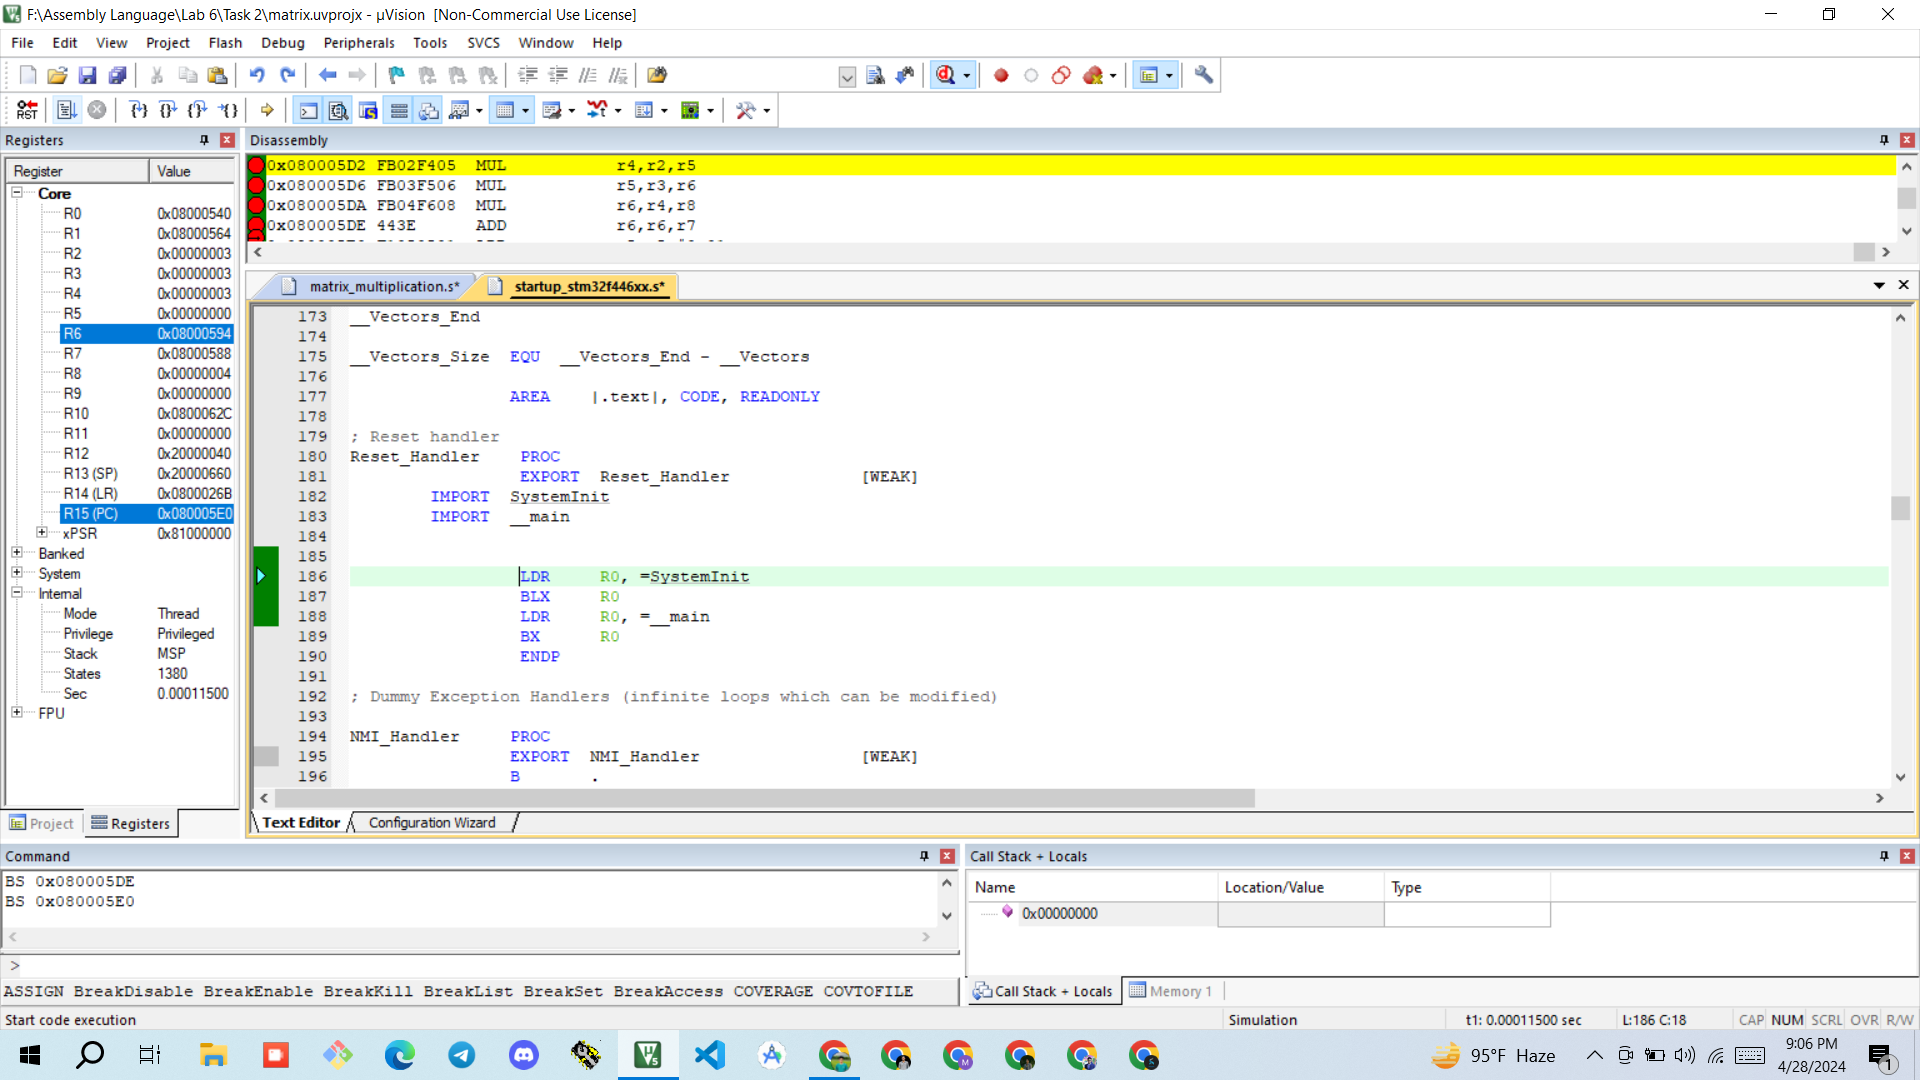 F:\Assembly Language\Lab 6\Task 2\matrix.uvprojx - µVision  [Non-Commercial Use License]
File Edit View Project Flash Debug Peripherals Tools SVCS Window Help
Registers
Register Value
Core
R0 0x08000540
R1 0x08000564
R2 0x00000003
R3 0x00000003
R4 0x00000003
R5 0x00000000
R6 0x08000594
R7 0x08000588
R8 0x00000004
R9 0x00000000
R10 0x0800062C
R11 0x00000000
R12 0x20000040
R13 (SP) 0x20000660
R14 (LR) 0x0800026B
R15 (PC) 0x080005E0
xPSR 0x81000000
Banked
System
Internal
Mode Thread
Privilege Privileged
Stack MSP
States 1380
Sec 0.00011500
FPU
Project Registers
Disassembly
0x080005D2 FB02F405 MUL r4,r2,r5
0x080005D6 FB03F506 MUL r5,r3,r6
0x080005DA FB04F608 MUL r6,r4,r8
0x080005DE 443E ADD r6,r6,r7
matrix_multiplication.s* startup_stm32f446xx.s*
173 __Vectors_End
174
175 __Vectors_Size EQU __Vectors_End - __Vectors
176
177 AREA |.text|, CODE, READONLY
178
179 ; Reset handler
180 Reset_Handler PROC
181 EXPORT Reset_Handler [WEAK]
182 IMPORT SystemInit
183 IMPORT __main
184
185
186 LDR R0, =SystemInit
187 BLX R0
188 LDR R0, =__main
189 BX R0
190 ENDP
191
192 ; Dummy Exception Handlers (infinite loops which can be modified)
193
194 NMI_Handler PROC
195 EXPORT NMI_Handler [WEAK]
196 B .
Text Editor Configuration Wizard
Command
BS 0x080005DE
BS 0x080005E0
>
ASSIGN BreakDisable BreakEnable BreakKill BreakList BreakSet BreakAccess COVERAGE COVTOFILE
Call Stack + Locals
Name Location/Value Type
0x00000000
Call Stack + Locals Memory 1
Start code execution Simulation t1: 0.00011500 sec L:186 C:18 CAP NUM SCRL OVR R/W
95°F Haze
9:06 PM
4/28/2024
1